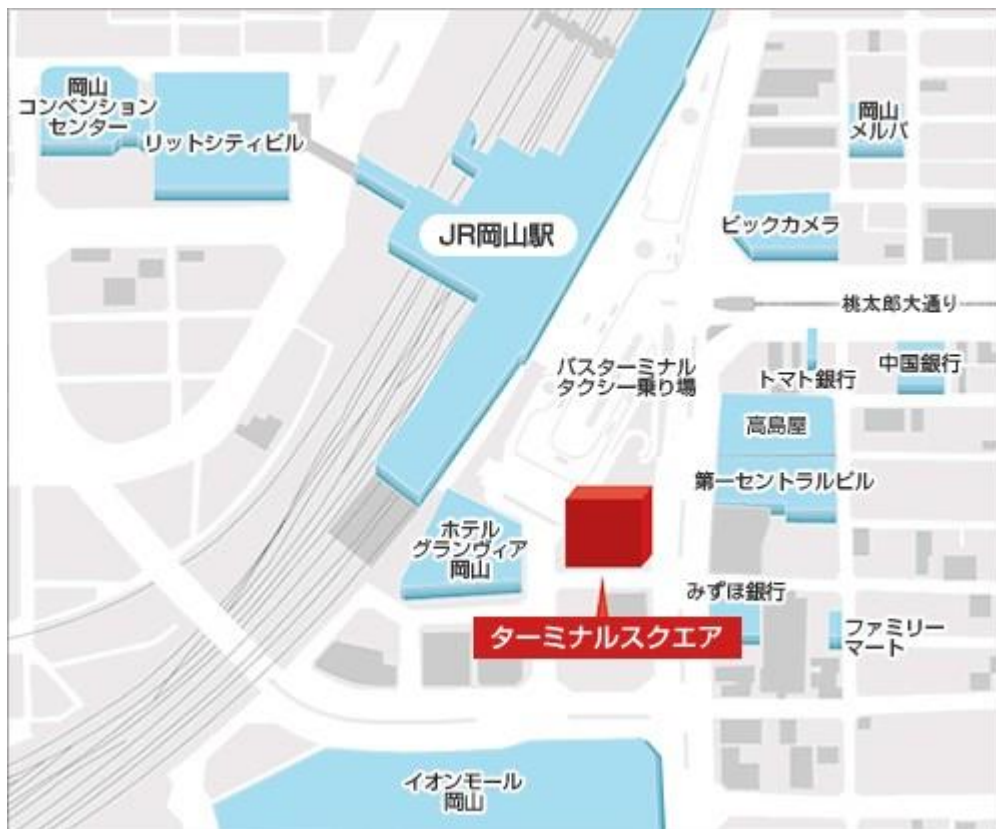 岡山
コンベンション
センター
リットシティビル
岡山
メルパ
JR岡山駅
ビックカメラ
桃太郎大通り
バスターミナル
タクシー乗り場
トマト銀行
中国銀行
高島屋
第一セントラルビル
ホテル
グランヴィア
岡山
みずほ銀行
ターミナルスクエア
ファミリー
マート
イオンモール
岡山